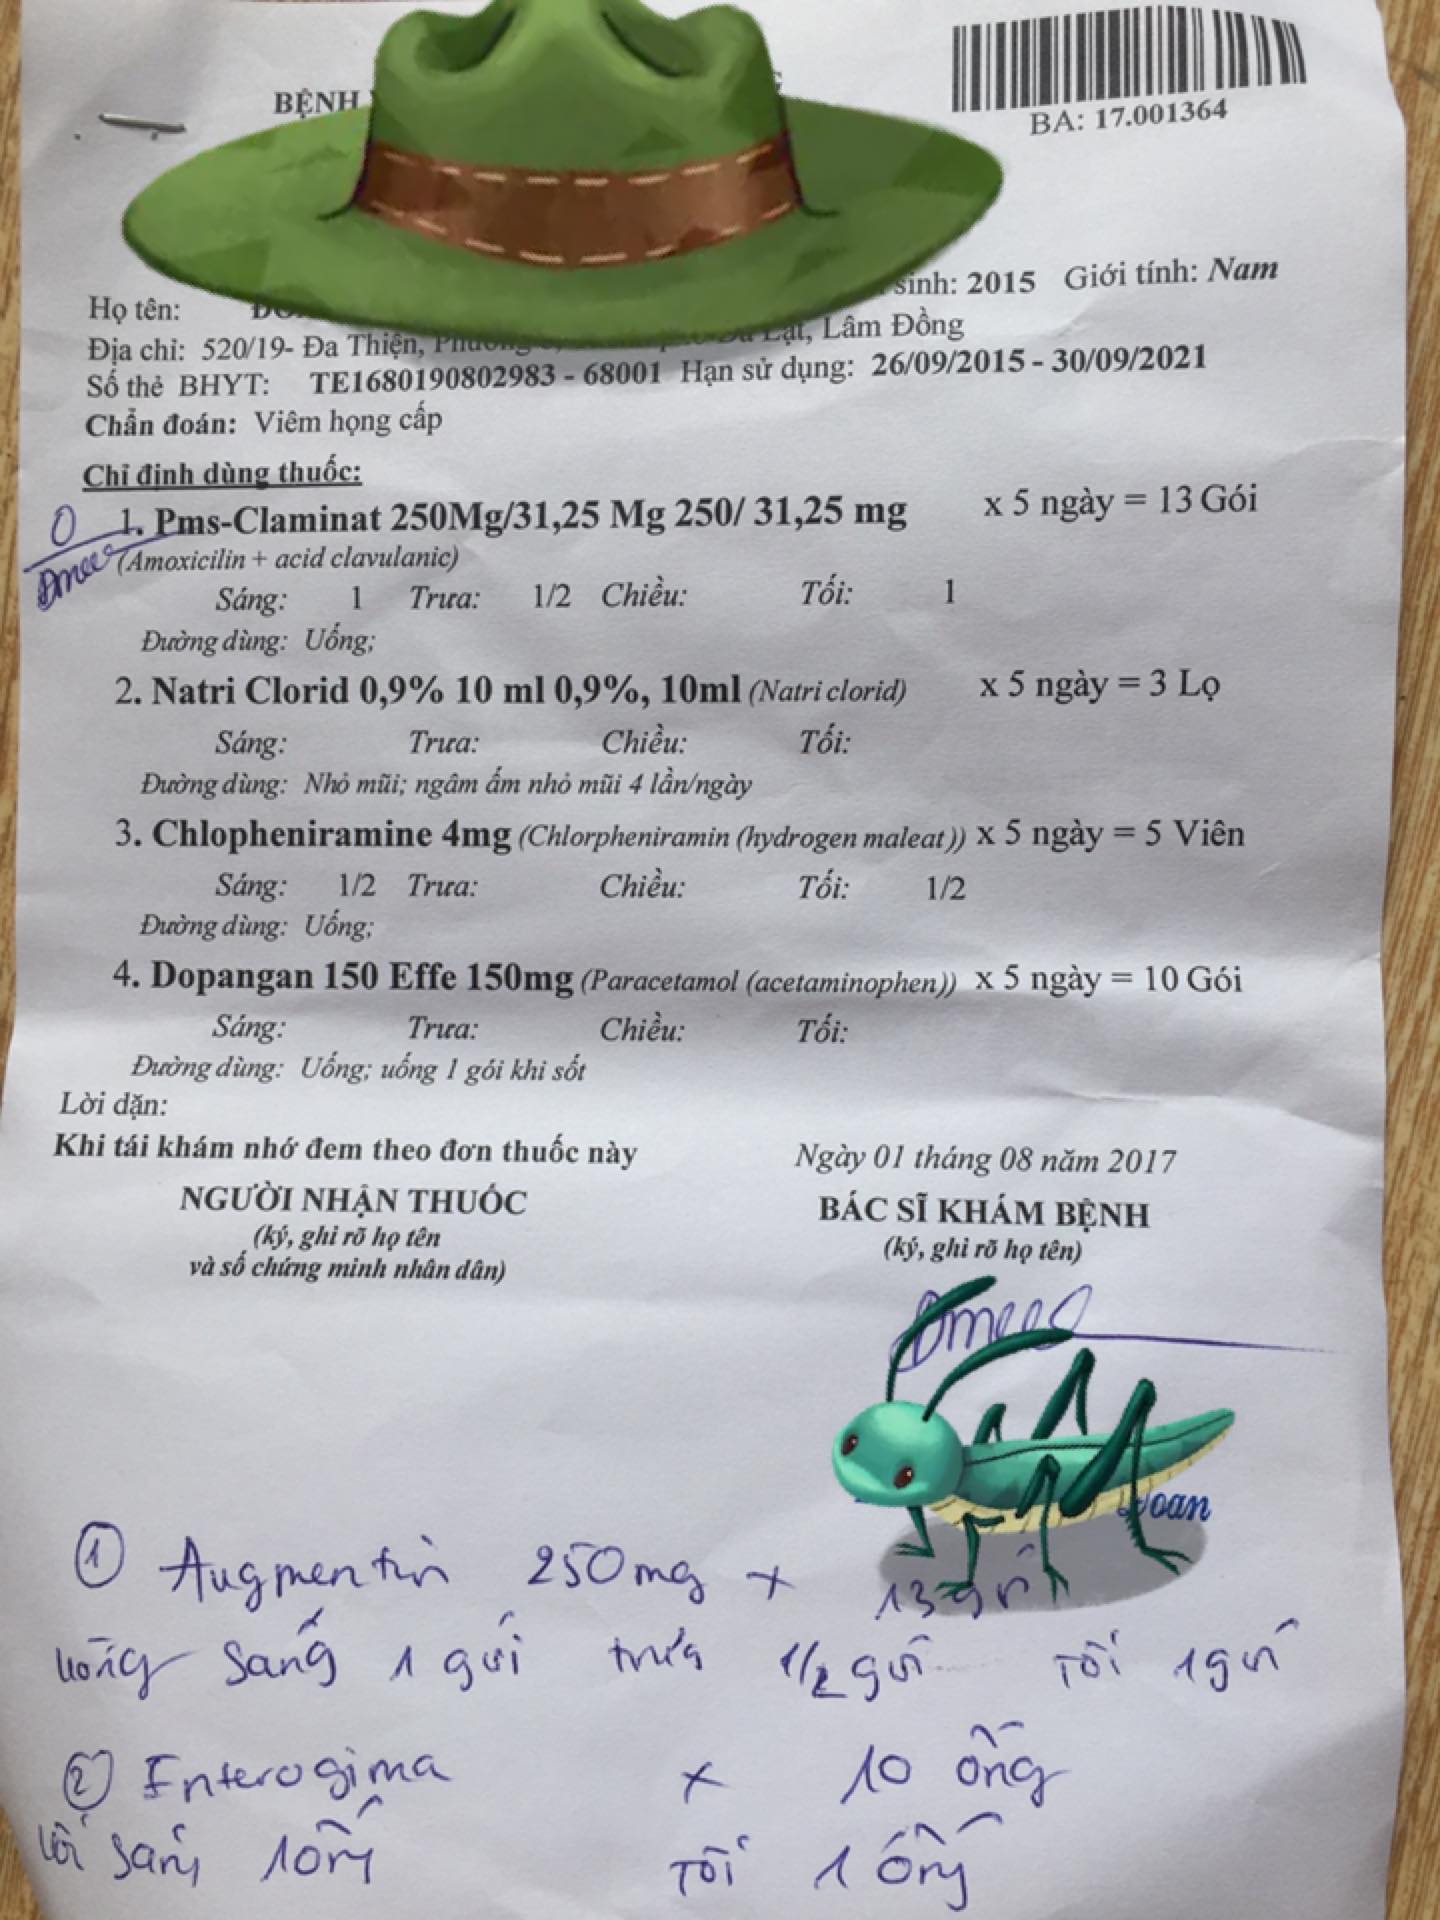 BỆNH
BA: 17.001364
Họ tên: sinh: 2015 Giới tính: Nam
Địa chỉ: 520/19- Đa Thiện, Lạt, Lâm Đồng
Số thẻ BHYT: TE1680190802983 - 68001 Hạn sử dụng: 26/09/2015 - 30/09/2021
Chẩn đoán: Viêm họng cấp
Chỉ định dùng thuốc:
0 1. Pms-Claminat 250Mg/31,25 Mg 250/ 31,25 mg x 5 ngày = 13 Gói
(Amoxicilin + acid clavulanic)
Sáng: 1 Trưa: 1/2 Chiều: Tối: 1
Đường dùng: Uống;
2. Natri Clorid 0,9% 10 ml 0,9%, 10ml (Natri clorid) x 5 ngày = 3 Lọ
Sáng: Trưa: Chiều: Tối:
Đường dùng: Nhỏ mũi; ngâm ấm nhỏ mũi 4 lần/ngày
3. Chlopheniramine 4mg (Chlorpheniramin (hydrogen maleat)) x 5 ngày = 5 Viên
Sáng: 1/2 Trưa: Chiều: Tối: 1/2
Đường dùng: Uống;
4. Dopangan 150 Effe 150mg (Paracetamol (acetaminophen)) x 5 ngày = 10 Gói
Sáng: Trưa: Chiều: Tối:
Đường dùng: Uống; uống 1 gói khi sốt
Lời dặn:
Khi tái khám nhớ đem theo đơn thuốc này
Ngày 01 tháng 08 năm 2017
NGƯỜI NHẬN THUỐC
BÁC SĨ KHÁM BỆNH
(ký, ghi rõ họ tên
(ký, ghi rõ họ tên)
và số chứng minh nhân dân)
oan
1 Augmentin 250mg x 13 gói
uống sáng 1 gói trưa 1/2 gói tối 1 gói
2 Enterogima x 10 ống
sáng 1 ống tối 1 ống